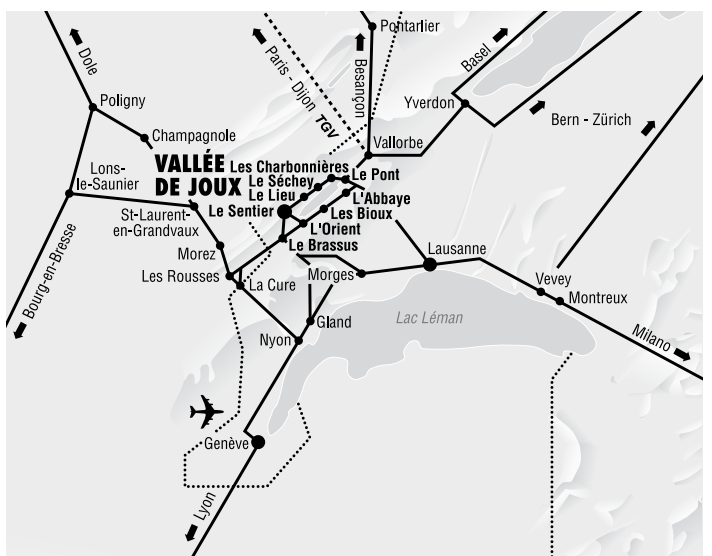 Pontarlier
Dole
Paris - Dijon TGV
Besançon
Basel
Poligny
Yverdon
Bern - Zürich
Champagnole
Vallorbe
VALLÉE
DE JOUX
Les Charbonnières
Le Pont
Lons-
le-Saunier
Le Séchey
Le Lieu
L'Abbaye
Le Sentier
Les Bioux
St-Laurent-
en-Grandvaux
L'Orient
Le Brassus
Lausanne
Morez
Les Rousses
La Cure
Morges
Vevey
Montreux
Bourg-en-Bresse
Gland
Lac Léman
Nyon
Milano
Genève
Lyon